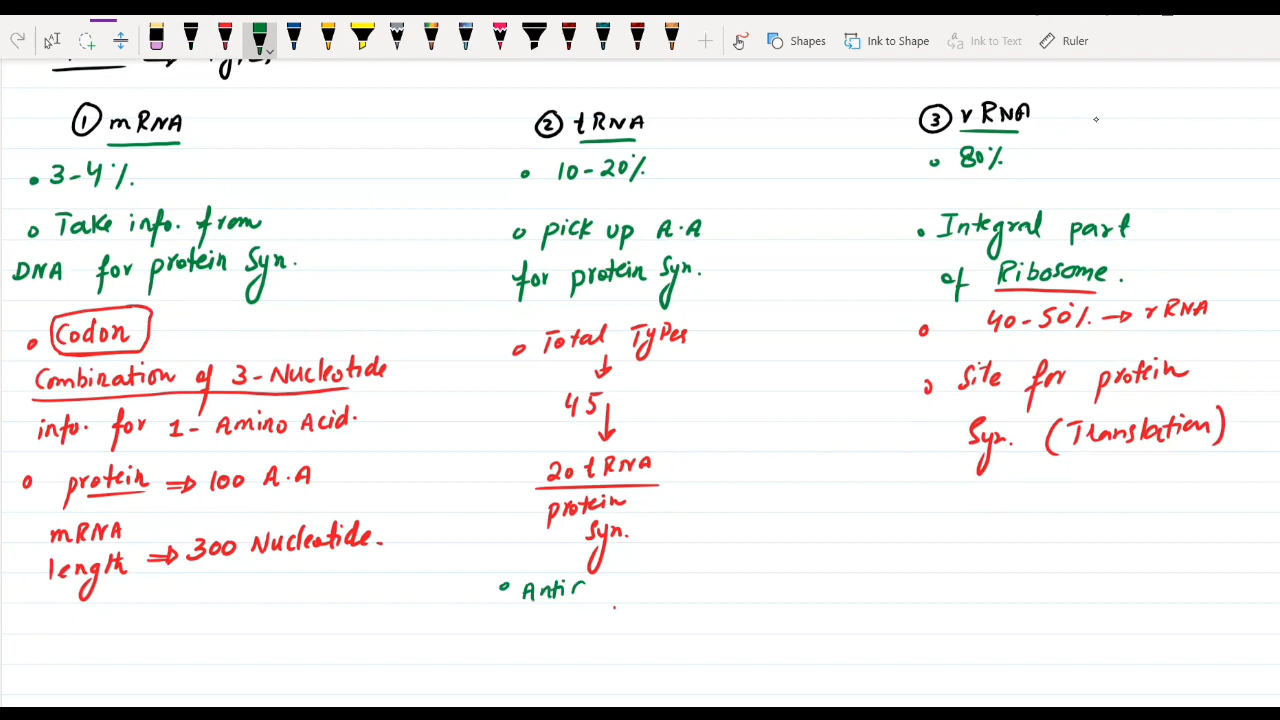 Shapes
Ink to Shape
Ink to Text
Ruler
① mRNA
• 3-4%.
• Take info. from
DNA for protein Syn.
• Codon
Combination of 3-Nucleotide
info. for 1- Amino Acid.
• protein ⇒ 100 A.A
mRNA
length ⇒ 300 Nucleotide.
② tRNA
• 10-20%
• pick up A.A
for protein Syn.
• Total Types
↓
45
↓
20 tRNA
protein
Syn.
• Antic
③ rRNA
• 80%
• Integral part
of Ribosome.
• 40-50% → rRNA
• Site for protein
Syn. (Translation)